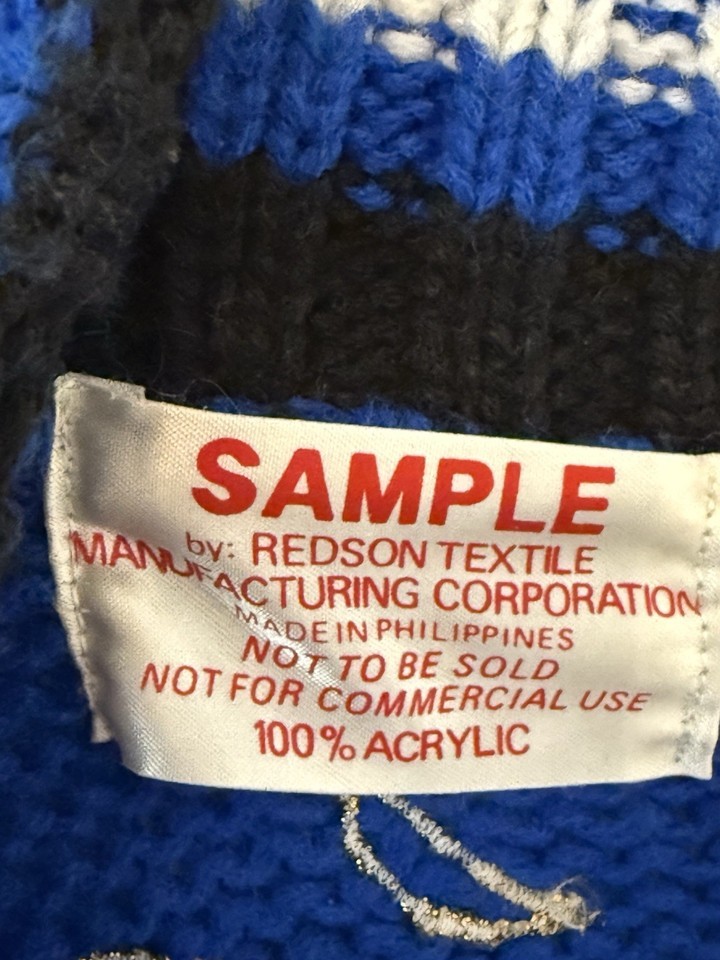 SAMPLE
by: REDSON TEXTILE
MANUFACTURING CORPORATION
MADE IN PHILIPPINES
NOT TO BE SOLD
NOT FOR COMMERCIAL USE
100% ACRYLIC